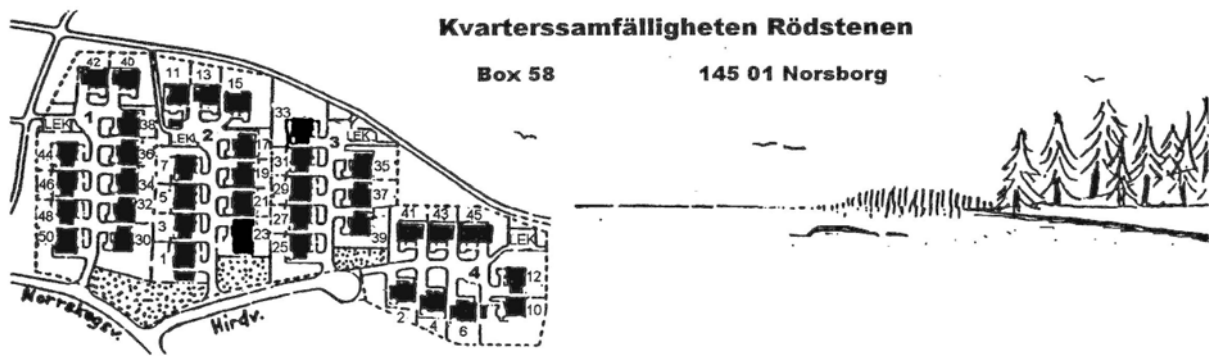 Kvarterssamfälligheten Rödstenen
Box 58 145 01 Norsborg
42 40
11 13 15
33
1 LEK 38
LEK 2 17
3 LEK
44 36 7 31 35
46 34 5 19 29 37
48 32 3 21 27
50 30 1 23 25 39
41 43 45
LEK
4 12
10
2 4 6
Norrskogsv.
Hirdv.